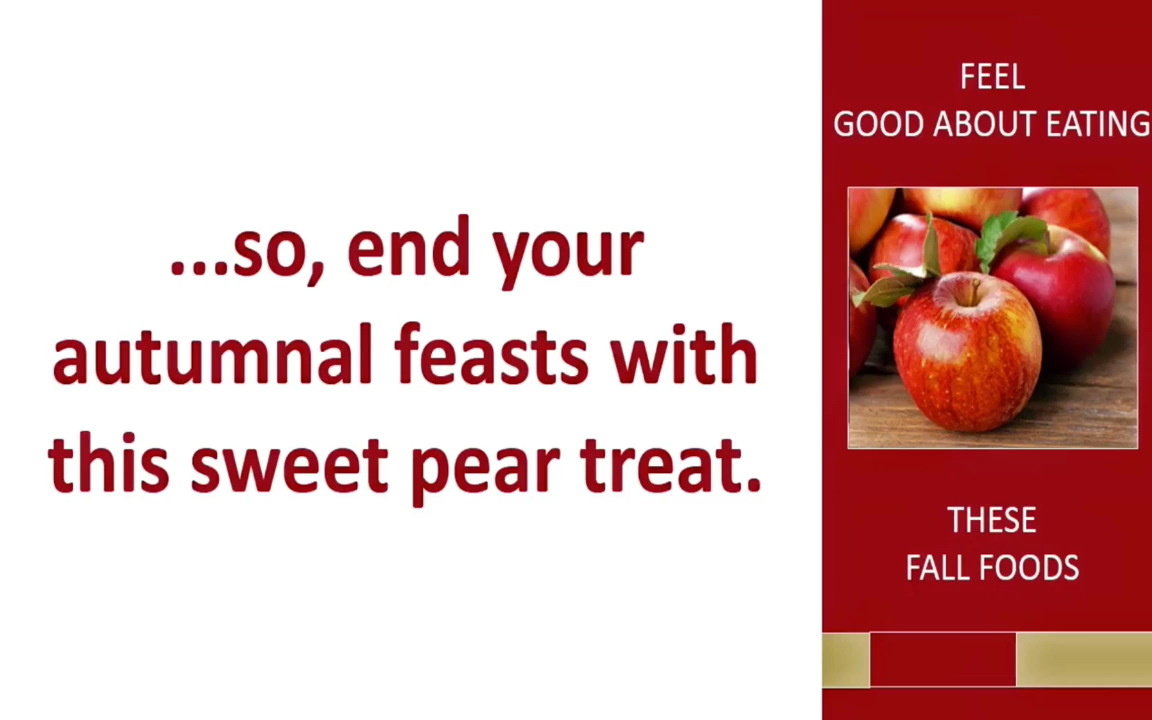 ...so, end your
autumnal feasts with
this sweet pear treat.
FEEL
GOOD ABOUT EATING
THESE
FALL FOODS